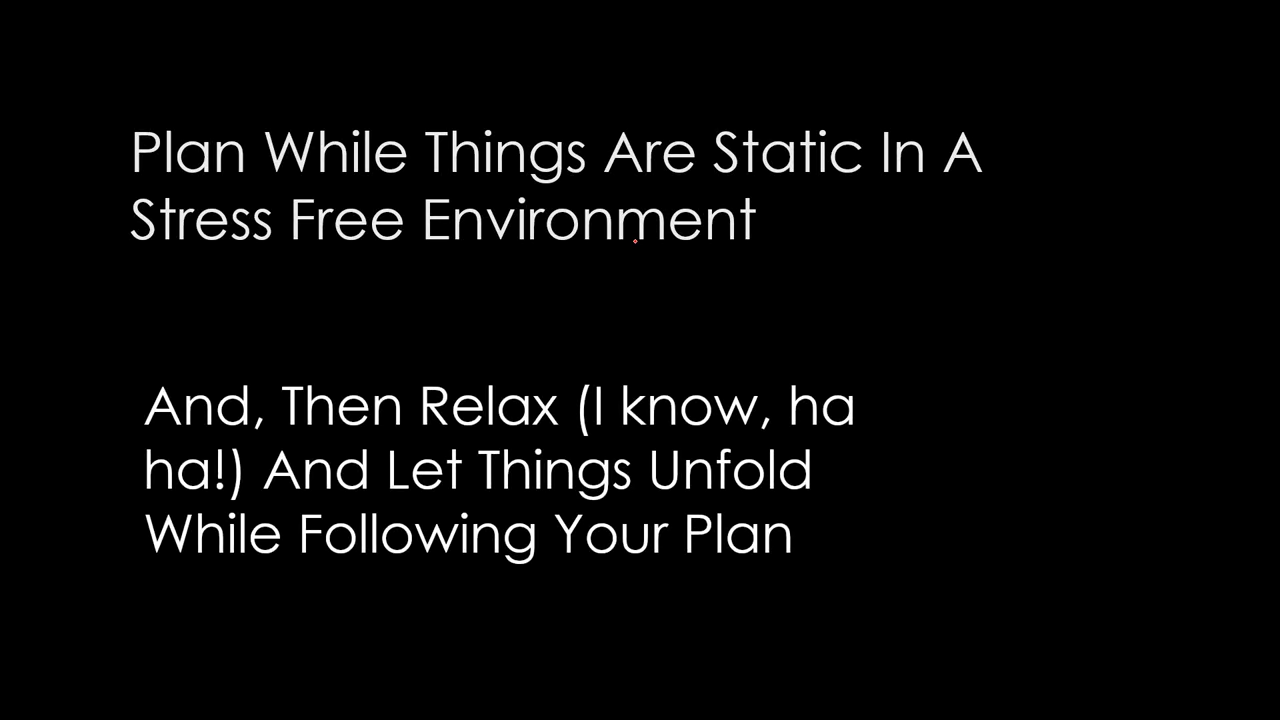 Plan While Things Are Static In A
Stress Free Environment
And, Then Relax (I know, ha
ha!) And Let Things Unfold
While Following Your Plan